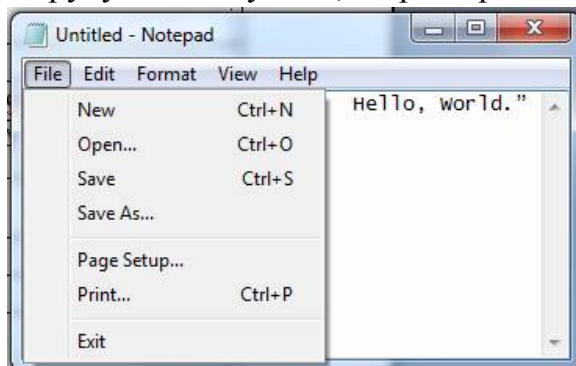 Untitled - Notepad
File Edit Format View Help
Hello, World.”
New Ctrl+N
Open... Ctrl+O
Save Ctrl+S
Save As...
Page Setup...
Print... Ctrl+P
Exit